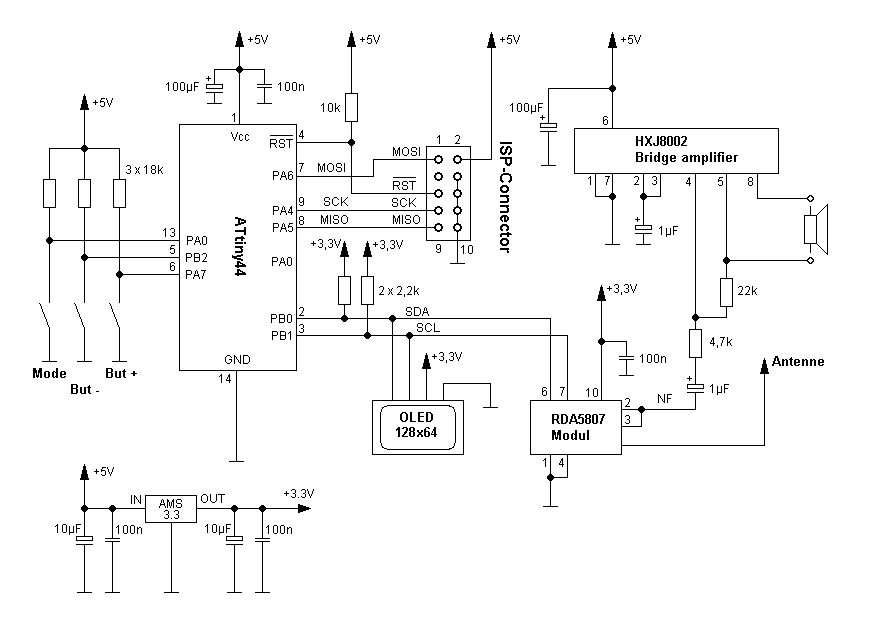 +5V
+5V
+5V
+5V
100µF
+
100n
10k
100µF
+
+5V
1
Vcc
4
RST
7
MOSI
PA6
9
SCK
PA4
8
MISO
PA5
PA0
ATtiny44
3 x 18k
13
PA0
5
PB2
6
PA7
2
PB0
3
PB1
GND
14
Mode
But -
But +
1
2
MOSI
RST
SCK
MISO
9
10
ISP-Connector
6
HXJ8002
Bridge amplifier
1
7
2
3
4
5
8
+
1µF
22k
4,7k
+
1µF
+3,3V
+3,3V
2 x 2,2k
SDA
SCL
+3,3V
OLED
128x64
+3,3V
100n
6
7
10
RDA5807
Modul
2
3
NF
1
4
Antenne
+5V
IN
AMS
3.3
OUT
+3.3V
10µF
100n
10µF
100n